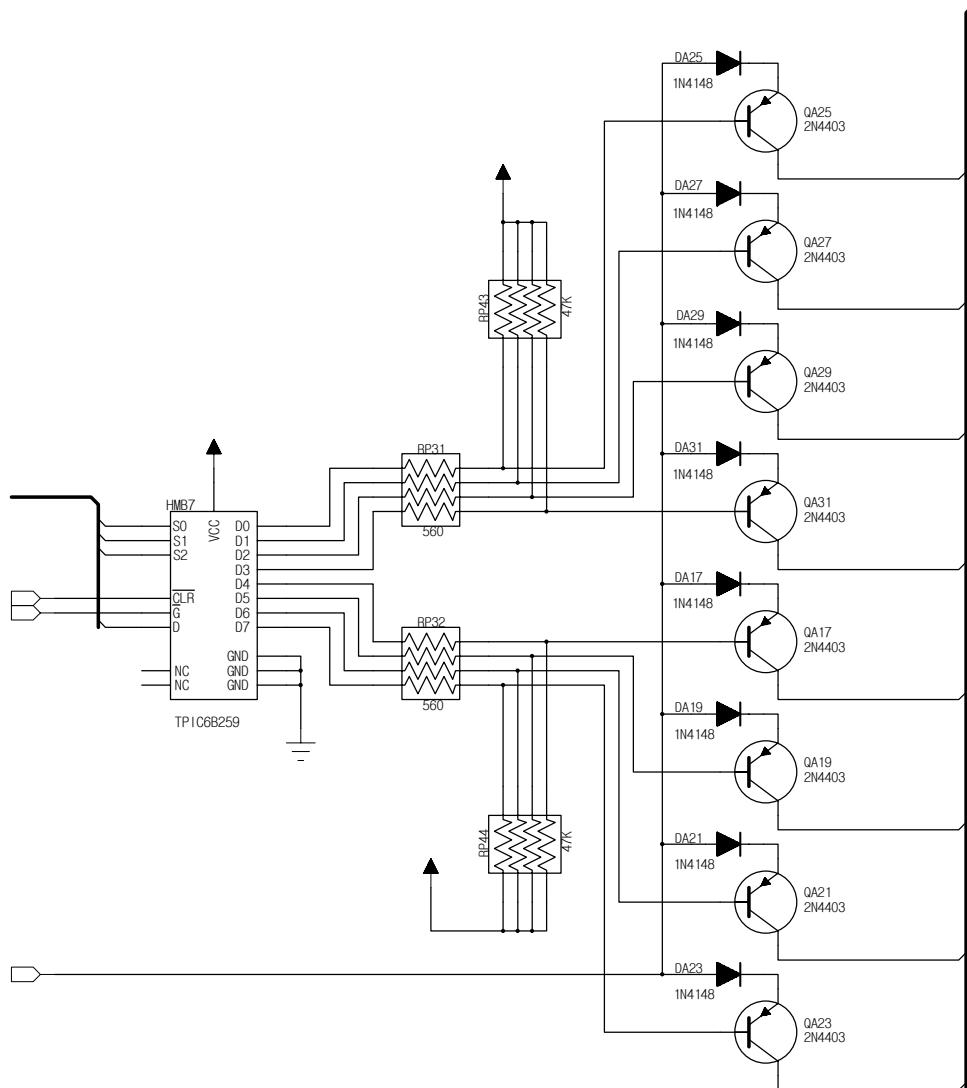 DA25
1N4148
QA25
2N4403
DA27
1N4148
QA27
2N4403
RP43
47K
DA29
1N4148
QA29
2N4403
DA31
1N4148
QA31
2N4403
RP31
560
HMB7
VCC
S0 D0
S1 D1
S2 D2
D3
D4
CLR D5
G D6
D D7
GND
NC GND
NC GND
TPIC6B259
DA17
1N4148
QA17
2N4403
RP32
560
DA19
1N4148
QA19
2N4403
RP44
47K
DA21
1N4148
QA21
2N4403
DA23
1N4148
QA23
2N4403